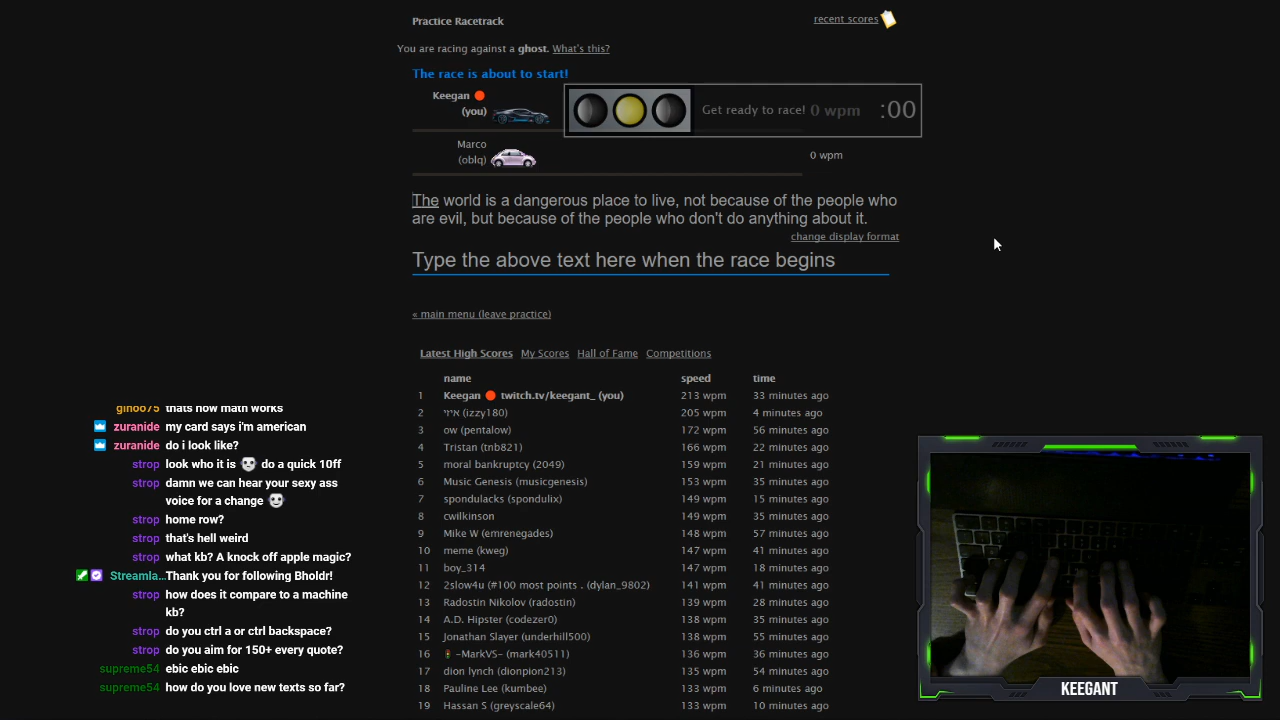 Practice Racetrack
recent scores
You are racing against a ghost. What's this?
The race is about to start!
Keegan
(you)
Get ready to race! 0 wpm :00
Marco
(oblq)
0 wpm
The world is a dangerous place to live, not because of the people who
are evil, but because of the people who don't do anything about it.
change display format
Type the above text here when the race begins
« main menu (leave practice)
Latest High Scores My Scores Hall of Fame Competitions
name speed time
1 Keegan 🔴 twitch.tv/keegant_ (you) 213 wpm 33 minutes ago
2 איזי (izzy180) 205 wpm 4 minutes ago
3 ow (pentalow) 172 wpm 56 minutes ago
4 Tristan (tnb821) 166 wpm 22 minutes ago
5 moral bankruptcy (2049) 159 wpm 21 minutes ago
6 Music Genesis (musicgenesis) 153 wpm 35 minutes ago
7 spondulacks (spondulix) 149 wpm 15 minutes ago
8 cwilkinson 149 wpm 35 minutes ago
9 Mike W (emrenegades) 148 wpm 57 minutes ago
10 meme (kweg) 147 wpm 41 minutes ago
11 boy_314 147 wpm 18 minutes ago
12 2slow4u (#100 most points . (dylan_9802) 141 wpm 41 minutes ago
13 Radostin Nikolov (radostin) 139 wpm 28 minutes ago
14 A.D. Hipster (codezer0) 138 wpm 35 minutes ago
15 Jonathan Slayer (underhill500) 138 wpm 55 minutes ago
16 -MarkVS- (mark40511) 136 wpm 36 minutes ago
17 dion lynch (dionpion213) 135 wpm 54 minutes ago
18 Pauline Lee (kumbee) 133 wpm 6 minutes ago
19 Hassan S (greyscale64) 133 wpm 10 minutes ago
thats how math works
zuranide my card says i'm american
zuranide do i look like?
strop look who it is 💀 do a quick 10ff
strop damn we can hear your sexy ass
voice for a change 💀
strop home row?
strop that's hell weird
strop what kb? A knock off apple magic?
Streamla... Thank you for following Bholdr!
strop how does it compare to a machine
kb?
strop do you ctrl a or ctrl backspace?
strop do you aim for 150+ every quote?
supreme54 ebic ebic ebic
supreme54 how do you love new texts so far?
KEEGANT